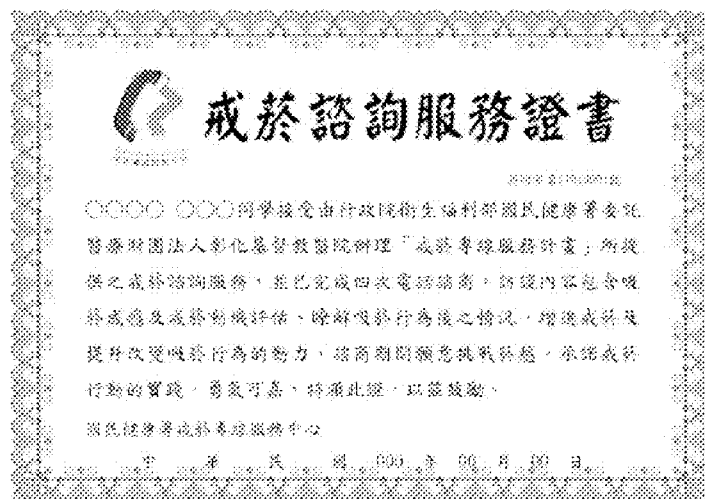 戒菸諮詢服務證書
○○○○ ○○○同學接受由行政院衛生福利部國民健康署委託
醫療財團法人彰化基督教醫院辦理「戒菸專線服務計畫」所提
供之戒菸諮詢服務，並已完成四次電話諮商，訪談內容包含吸
菸成癮及戒菸動機評估、瞭解吸菸行為後之情況、增進戒菸及
提升改變吸菸行為的動力，諮商期間願意挑戰菸癮，承諾戒菸
行動的實踐，勇氣可嘉，特頒此證，以茲鼓勵。
國民健康署戒菸專線服務中心
中 華 民 國 000 年 00 月 00 日